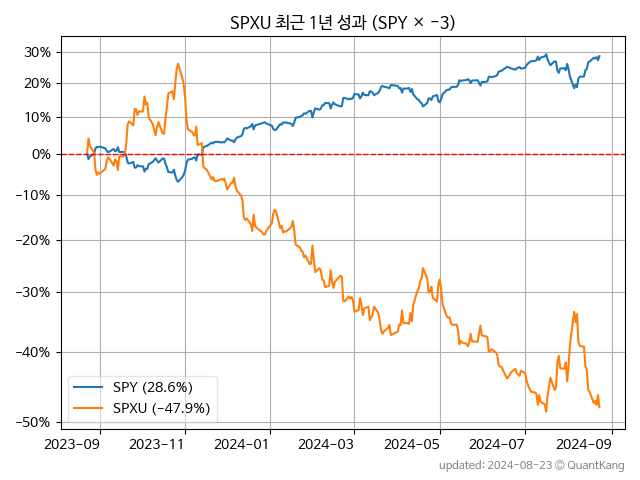 SPXU 최근 1년 성과 (SPY × −3)
30%
20%
10%
0%
−10%
−20%
−30%
−40%
−50%
SPY (28.6%)
SPXU (−47.9%)
2023-09 2023-11 2024-01 2024-03 2024-05 2024-07 2024-09
updated: 2024-08-23 © QuantKang